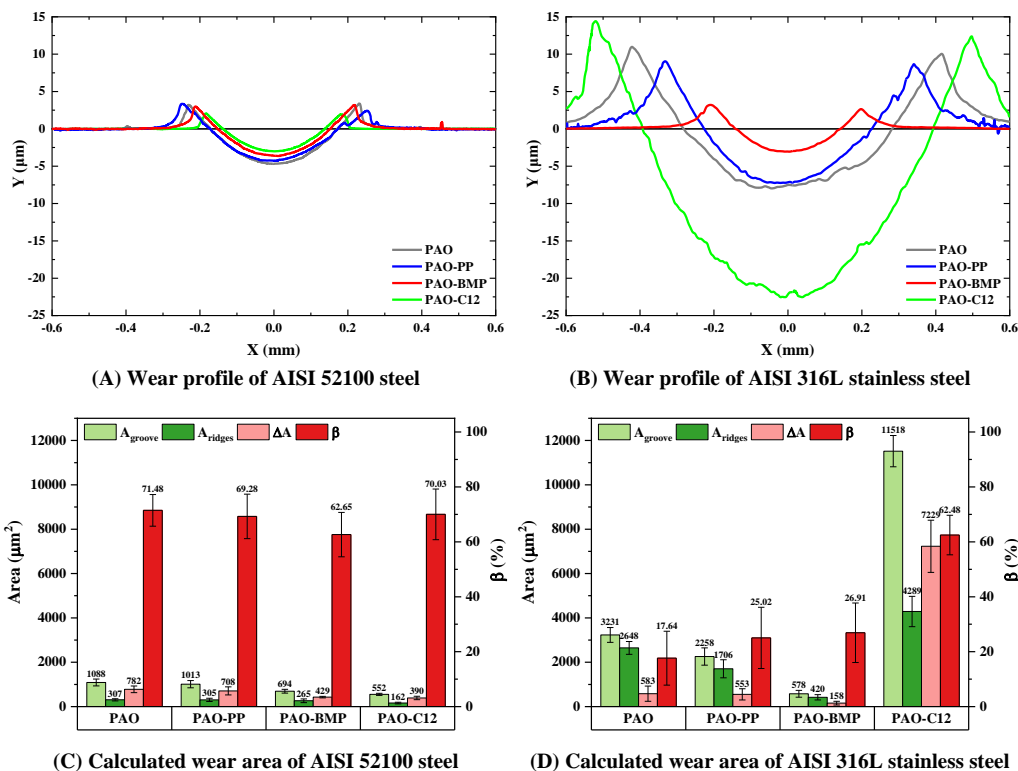 15
10
5
0
-5
-10
-15
-20
-25
Y (µm)
PAO
PAO-PP
PAO-BMP
PAO-C12
-0.6 -0.4 -0.2 0.0 0.2 0.4 0.6
X (mm)
(A) Wear profile of AISI 52100 steel
15
10
5
0
-5
-10
-15
-20
-25
Y (µm)
PAO
PAO-PP
PAO-BMP
PAO-C12
-0.6 -0.4 -0.2 0.0 0.2 0.4 0.6
X (mm)
(B) Wear profile of AISI 316L stainless steel
A groove A ridges ΔA β
12000
10000
8000
6000
4000
2000
0
Area (µm²)
100
80
60
40
20
0
β (%)
1088 307 782 71.48
1013 305 708 69.28
694 265 429 62.65
552 162 390 70.03
PAO PAO-PP PAO-BMP PAO-C12
(C) Calculated wear area of AISI 52100 steel
A groove A ridges ΔA β
12000
10000
8000
6000
4000
2000
0
Area (µm²)
100
80
60
40
20
0
β (%)
3231 2648 583 17.64
2258 1706 553 25.02
578 420 158 26.91
11518 4289 7229 62.48
PAO PAO-PP PAO-BMP PAO-C12
(D) Calculated wear area of AISI 316L stainless steel